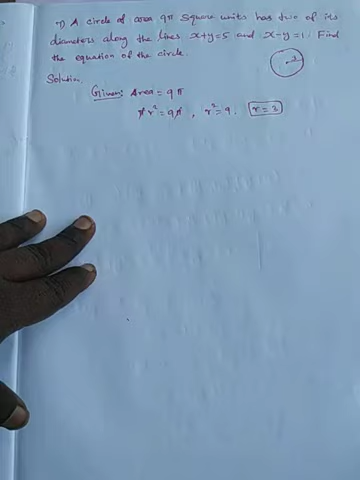 7) A circle of area 9π square units has two of its
diameters along the lines x+y=5 and x-y=1. Find
the equation of the circle.
Solution.
Given: Area = 9π
πr²=9π, r²=9. r=3
3